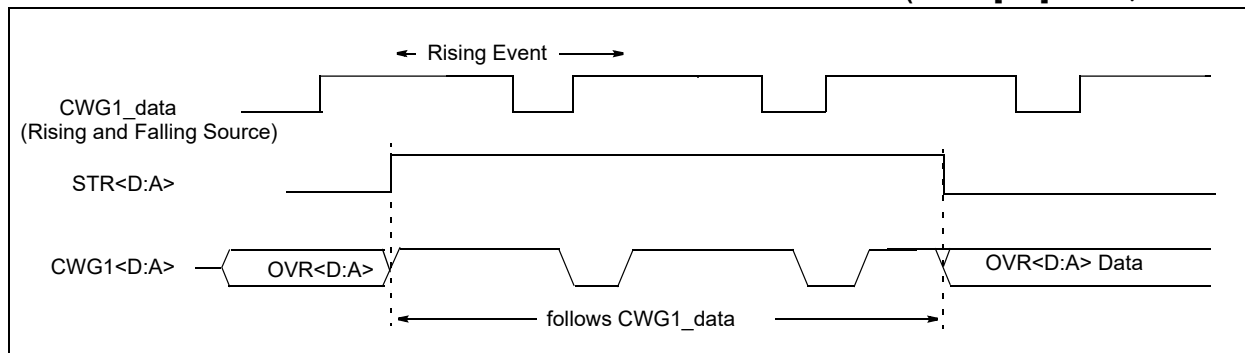 Rising Event
CWG1_data
(Rising and Falling Source)
STR<D:A>
CWG1<D:A>
OVR<D:A>
OVR<D:A> Data
follows CWG1_data